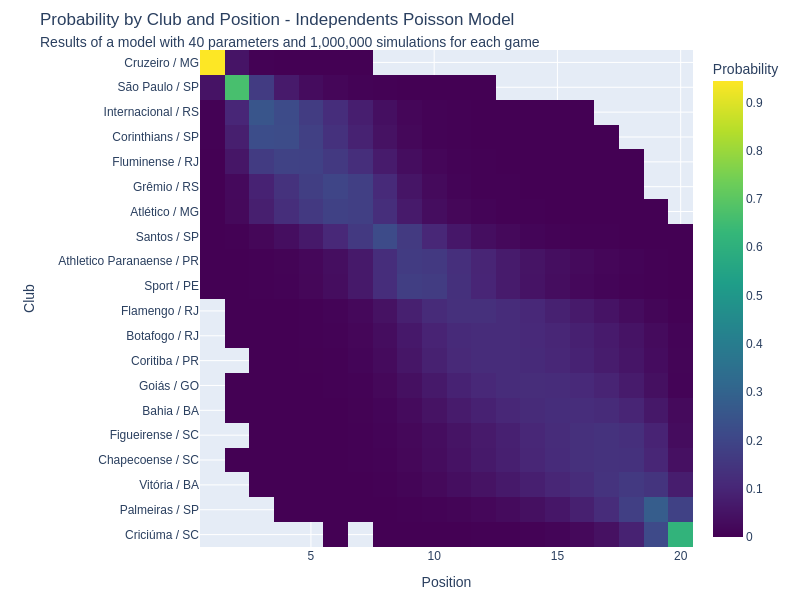 Probability by Club and Position - Independents Poisson Model
Results of a model with 40 parameters and 1,000,000 simulations for each game
Probability
Club
Cruzeiro / MG
São Paulo / SP
Internacional / RS
Corinthians / SP
Fluminense / RJ
Grêmio / RS
Atlético / MG
Santos / SP
Athletico Paranaense / PR
Sport / PE
Flamengo / RJ
Botafogo / RJ
Coritiba / PR
Goiás / GO
Bahia / BA
Figueirense / SC
Chapecoense / SC
Vitória / BA
Palmeiras / SP
Criciúma / SC
0.9
0.8
0.7
0.6
0.5
0.4
0.3
0.2
0.1
0
5 10 15 20
Position